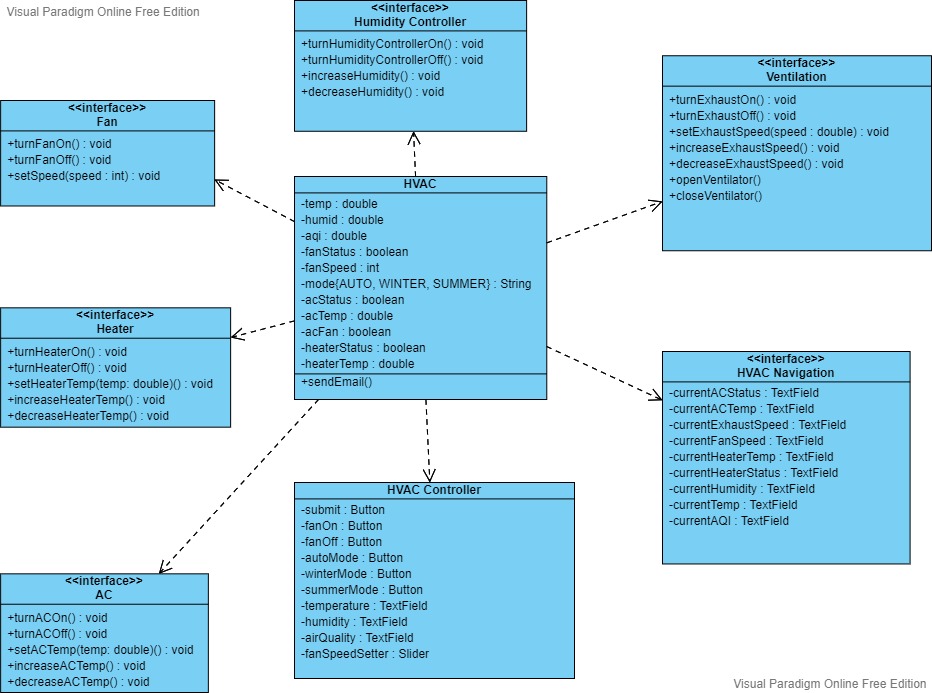 Visual Paradigm Online Free Edition
<<interface>>
Humidity Controller
+turnHumidityControllerOn() : void
+turnHumidityControllerOff() : void
+increaseHumidity() : void
+decreaseHumidity() : void
<<interface>>
Ventilation
+turnExhaustOn() : void
+turnExhaustOff() : void
+setExhaustSpeed(speed : double) : void
+increaseExhaustSpeed() : void
+decreaseExhaustSpeed() : void
+openVentilator()
+closeVentilator()
<<interface>>
Fan
+turnFanOn() : void
+turnFanOff() : void
+setSpeed(speed : int) : void
HVAC
-temp : double
-humid : double
-aqi : double
-fanStatus : boolean
-fanSpeed : int
-mode{AUTO, WINTER, SUMMER} : String
-acStatus : boolean
-acTemp : double
-acFan : boolean
-heaterStatus : boolean
-heaterTemp : double
+sendEmail()
<<interface>>
Heater
+turnHeaterOn() : void
+turnHeaterOff() : void
+setHeaterTemp(temp: double)() : void
+increaseHeaterTemp() : void
+decreaseHeaterTemp() : void
<<interface>>
HVAC Navigation
-currentACStatus : TextField
-currentACTemp : TextField
-currentExhaustSpeed : TextField
-currentFanSpeed : TextField
-currentHeaterTemp : TextField
-currentHeaterStatus : TextField
-currentHumidity : TextField
-currentTemp : TextField
-currentAQI : TextField
HVAC Controller
-submit : Button
-fanOn : Button
-fanOff : Button
-autoMode : Button
-winterMode : Button
-summerMode : Button
-temperature : TextField
-humidity : TextField
-airQuality : TextField
-fanSpeedSetter : Slider
<<interface>>
AC
+turnACOn() : void
+turnACOff() : void
+setACTemp(temp: double)() : void
+increaseACTemp() : void
+decreaseACTemp() : void
Visual Paradigm Online Free Edition